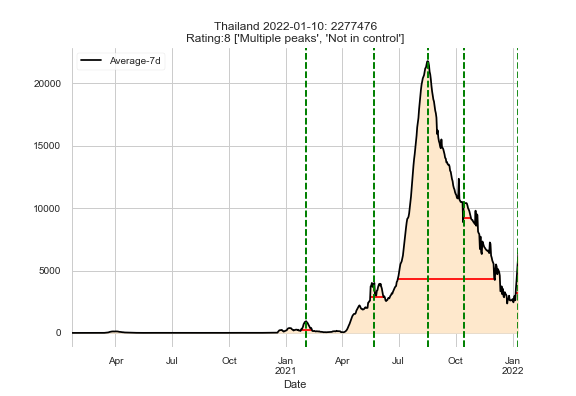 Thailand 2022-01-10: 2277476
Rating:8 ['Multiple peaks', 'Not in control']
Average-7d
20000
15000
10000
5000
0
Apr Jul Oct Jan Apr Jul Oct Jan
2021 2022
Date